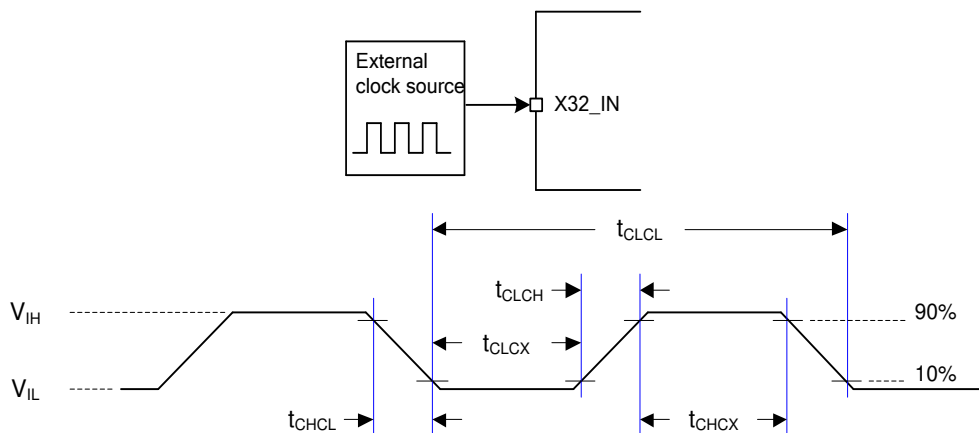 External
clock source
X32_IN
tCLCL
tCLCH
VIH
90%
tCLCX
VIL
10%
tCHCL
tCHCX